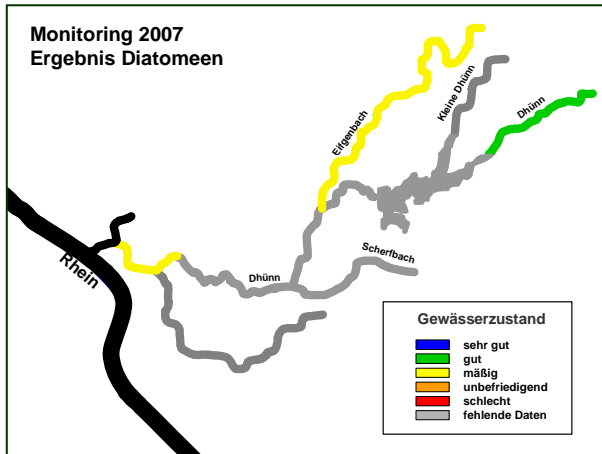 Monitoring 2007
Ergebnis Diatomeen
Eifgenbach
Kleine Dhünn
Dhünn
Rhein
Dhünn
Scherfbach
Gewässerzustand
sehr gut
gut
mäßig
unbefriedigend
schlecht
fehlende Daten